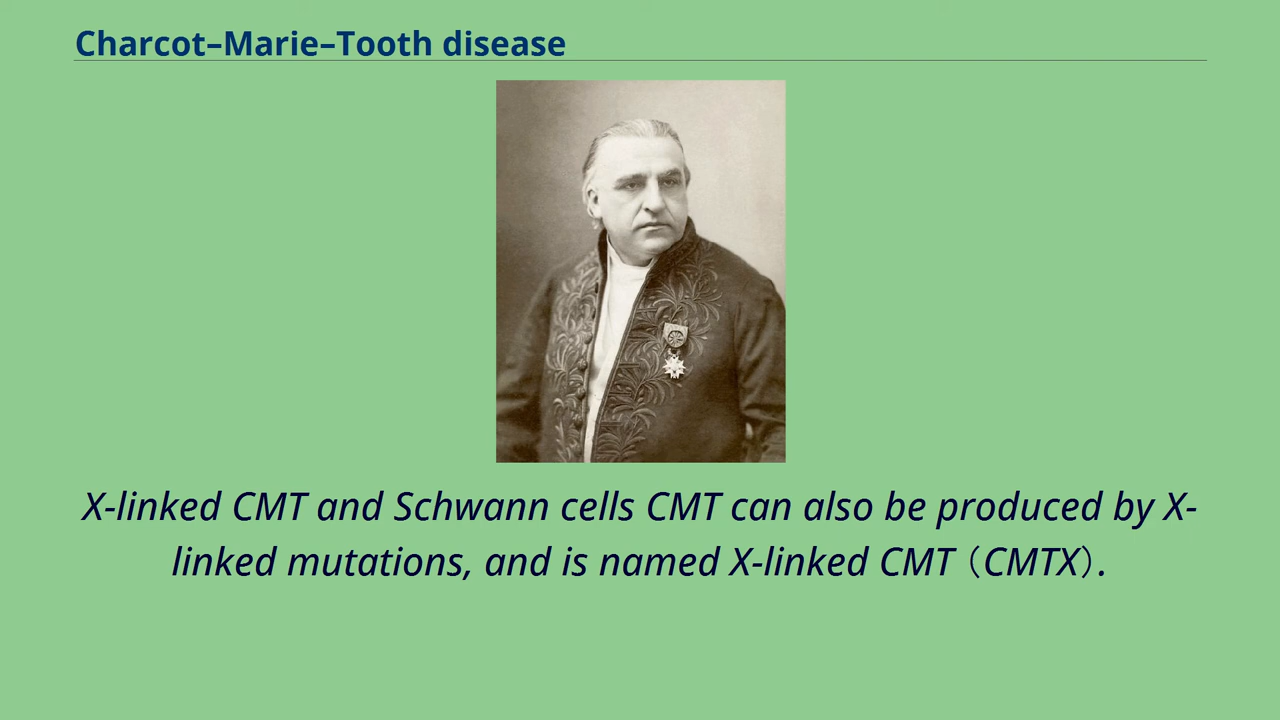 Charcot–Marie–Tooth disease
X-linked CMT and Schwann cells CMT can also be produced by X-
linked mutations, and is named X-linked CMT（CMTX）.